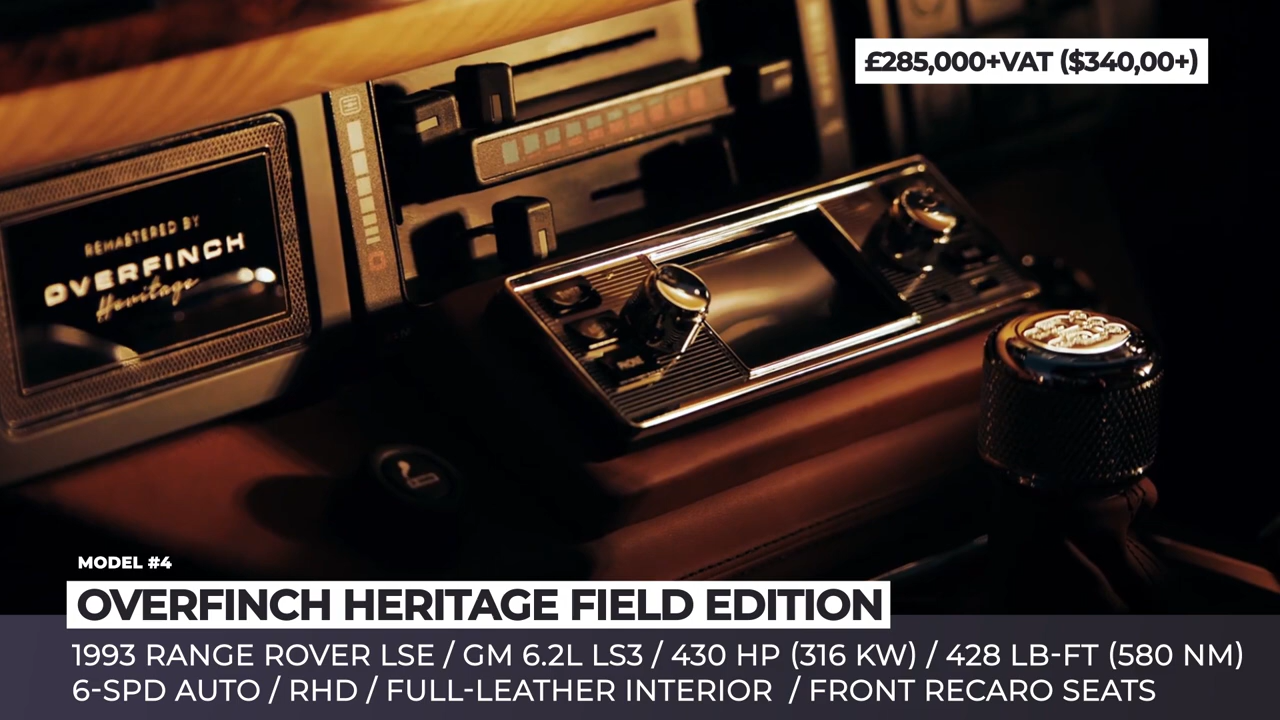 £285,000+VAT ($340,00+)
REMASTERED BY
OVERFINCH
Heritage
MODEL #4
OVERFINCH HERITAGE FIELD EDITION
1993 RANGE ROVER LSE / GM 6.2L LS3 / 430 HP (316 KW) / 428 LB-FT (580 NM)
6-SPD AUTO / RHD / FULL-LEATHER INTERIOR / FRONT RECARO SEATS